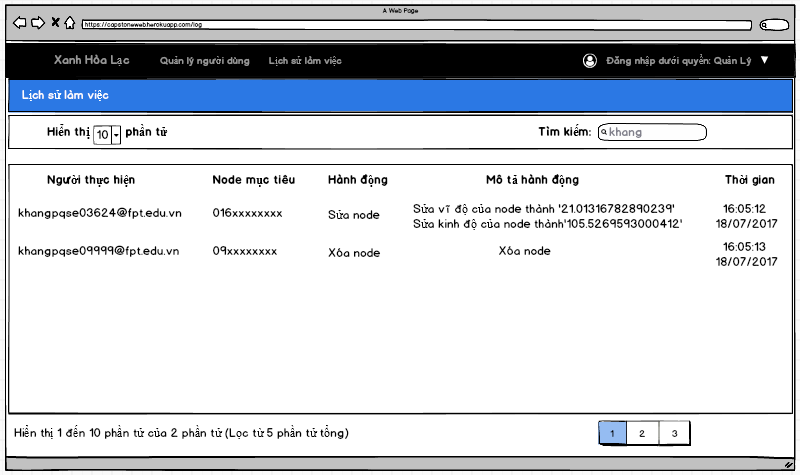 A Web Page
https://capstonewebherokuapp.com/log
Xanh Hòa Lạc Quản lý người dùng Lịch sử làm việc Đăng nhập dưới quyền: Quản Lý
Lịch sử làm việc
Hiển thị 10 phần tử Tìm kiếm: khang
Người thực hiện Node mục tiêu Hành động Mô tả hành động Thời gian
khangpqse03624@fpt.edu.vn 016xxxxxxxx Sửa node Sửa vĩ độ của node thành '21.01316782890239' 16:05:12
Sửa kinh độ của node thành'105.5269593000412' 18/07/2017
khangpqse09999@fpt.edu.vn 09xxxxxxxx Xóa node Xóa node 16:05:13
18/07/2017
Hiển thị 1 đến 10 phần tử của 2 phần tử (Lọc từ 5 phần tử tổng) 1 2 3